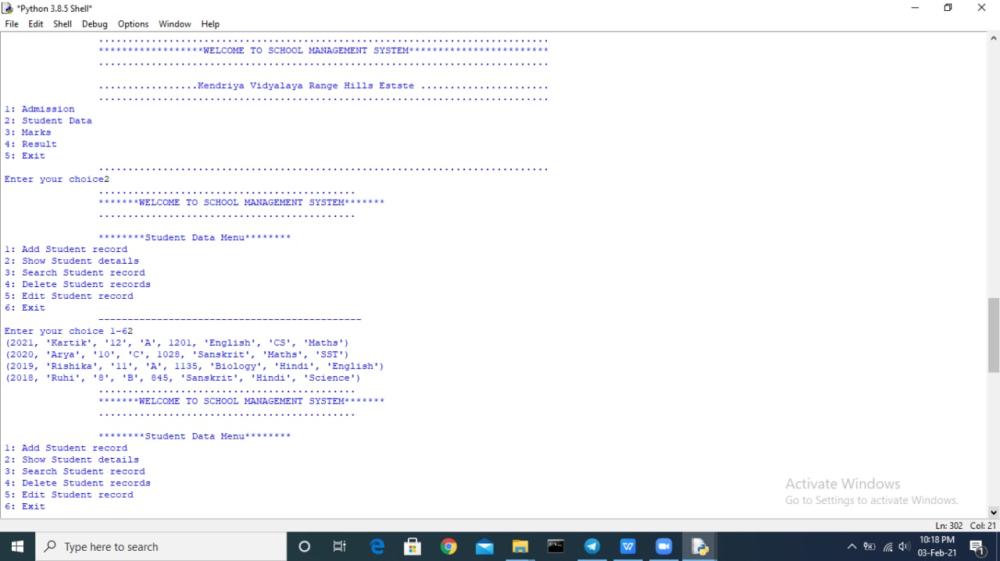 *Python 3.8.5 Shell*
File Edit Shell Debug Options Window Help
.............................................................................
******************WELCOME TO SCHOOL MANAGEMENT SYSTEM************************
.............................................................................
.................Kendriya Vidyalaya Range Hills Estste ......................
.............................................................................
1: Admission
2: Student Data
3: Marks
4: Result
5: Exit
.............................................................................
Enter your choice2
............................................
*******WELCOME TO SCHOOL MANAGEMENT SYSTEM*******
............................................
********Student Data Menu********
1: Add Student record
2: Show Student details
3: Search Student record
4: Delete Student records
5: Edit Student record
6: Exit
---------------------------------------------
Enter your choice 1-62
(2021, 'Kartik', '12', 'A', 1201, 'English', 'CS', 'Maths')
(2020, 'Arya', '10', 'C', 1028, 'Sanskrit', 'Maths', 'SST')
(2019, 'Rishika', '11', 'A', 1135, 'Biology', 'Hindi', 'English')
(2018, 'Ruhi', '8', 'B', 845, 'Sanskrit', 'Hindi', 'Science')
............................................
*******WELCOME TO SCHOOL MANAGEMENT SYSTEM*******
............................................
********Student Data Menu********
1: Add Student record
2: Show Student details
3: Search Student record
4: Delete Student records
5: Edit Student record
6: Exit
Activate Windows
Go to Settings to activate Windows.
Ln: 302 Col: 21
Type here to search
10:18 PM
03-Feb-21
1